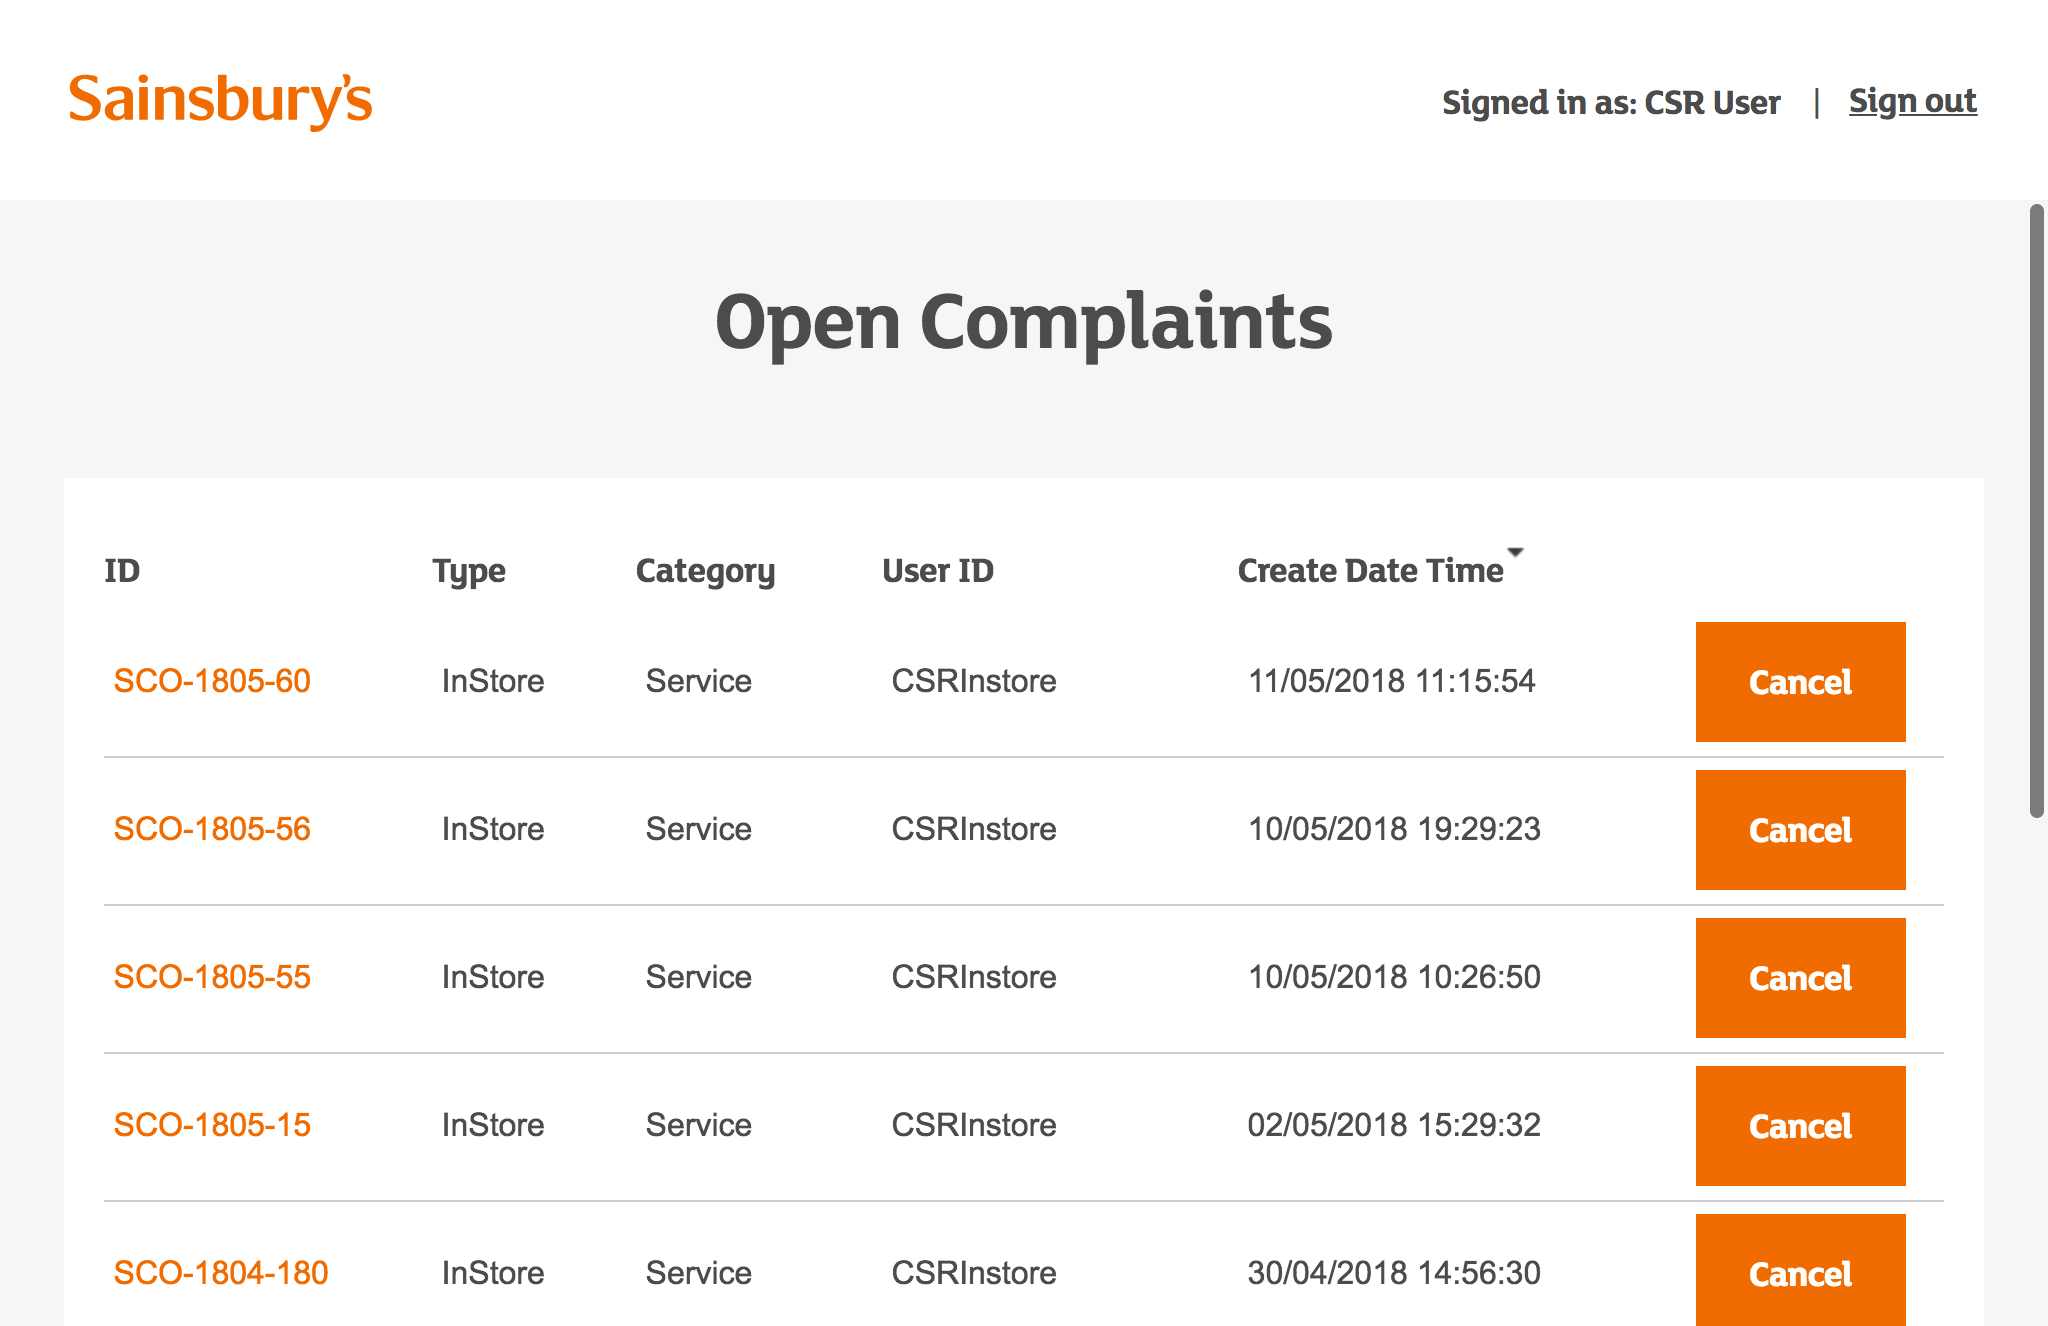 Sainsbury's
Signed in as: CSR User | Sign out
Open Complaints
ID Type Category User ID Create Date Time
SCO-1805-60 InStore Service CSRInstore 11/05/2018 11:15:54 Cancel
SCO-1805-56 InStore Service CSRInstore 10/05/2018 19:29:23 Cancel
SCO-1805-55 InStore Service CSRInstore 10/05/2018 10:26:50 Cancel
SCO-1805-15 InStore Service CSRInstore 02/05/2018 15:29:32 Cancel
SCO-1804-180 InStore Service CSRInstore 30/04/2018 14:56:30 Cancel